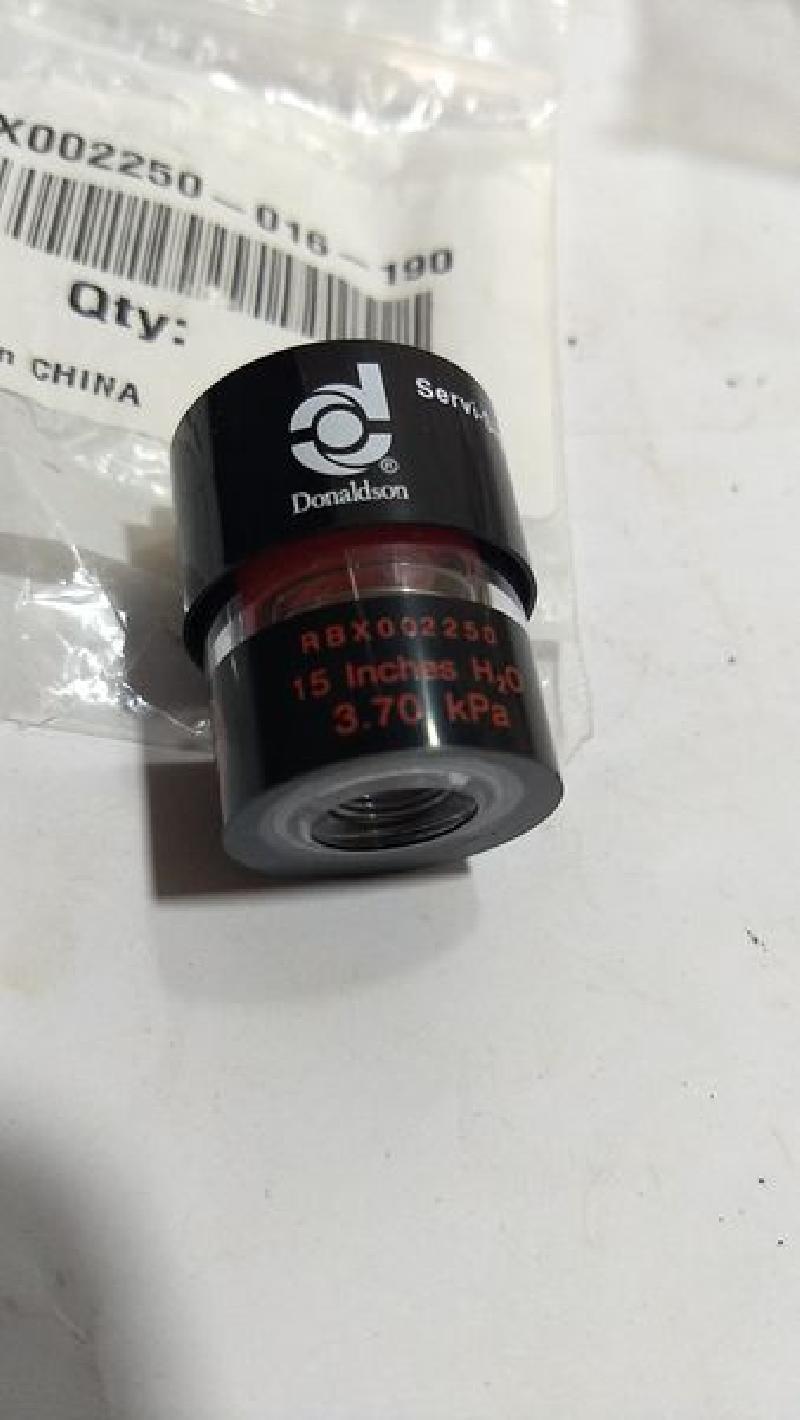 X002250-016-190
Qty:
n CHINA
Donaldson
®
RBX002250
15 Inches H₂O
3.70 kPa